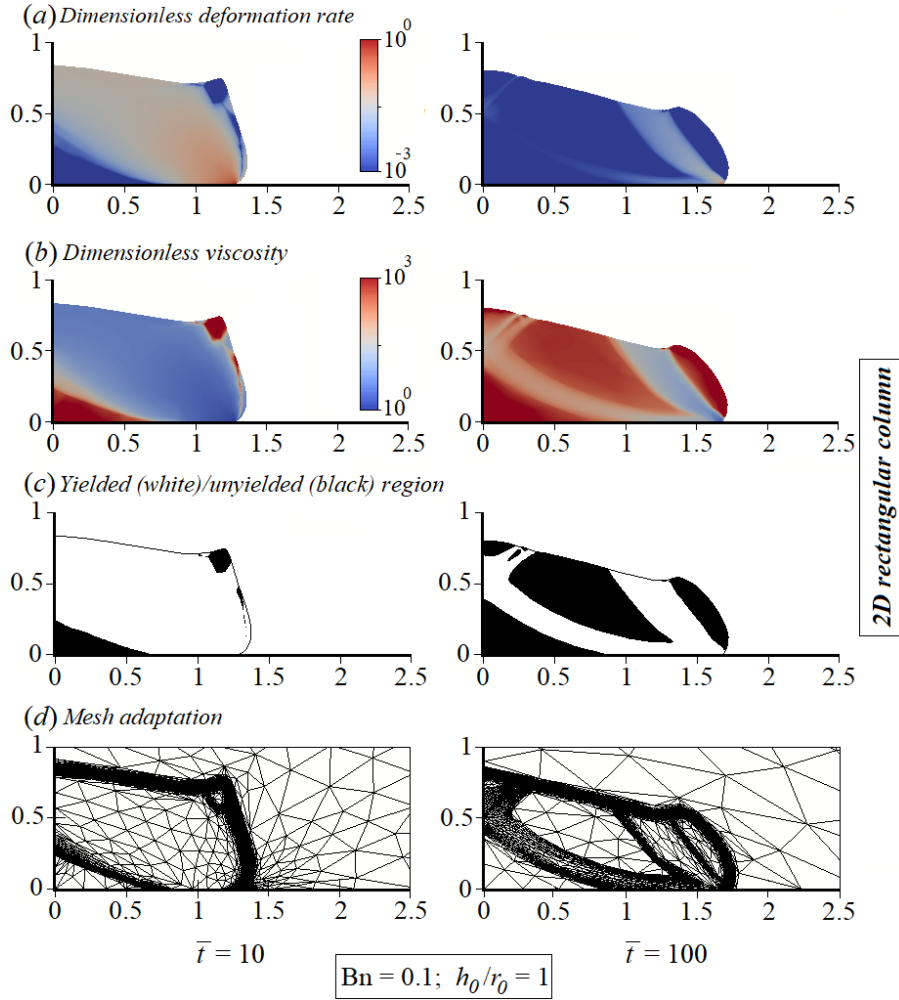 (a) Dimensionless deformation rate
1
0.5
0
0 0.5 1 1.5 2 2.5
10^0
10^-3
0 0.5 1 1.5 2 2.5
1
0.5
0
(b) Dimensionless viscosity
1
0.5
0
0 0.5 1 1.5 2 2.5
10^3
10^0
1
0.5
0
0 0.5 1 1.5 2 2.5
(c) Yielded (white)/unyielded (black) region
1
0.5
0
0 0.5 1 1.5 2 2.5
1
0.5
0
0 0.5 1 1.5 2 2.5
(d) Mesh adaptation
1
0.5
0
0 0.5 1 1.5 2 2.5
1
0.5
0
0 0.5 1 1.5 2 2.5
t̅ = 10
t̅ = 100
Bn = 0.1; h₀/r₀ = 1
2D rectangular column